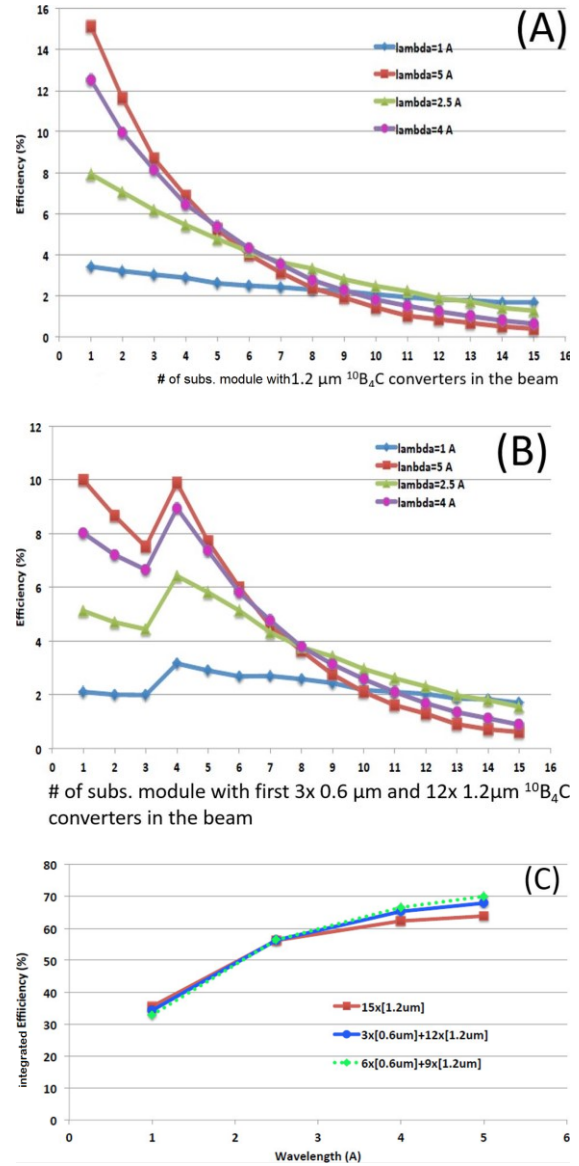 (A)
16
14
12
10
8
6
4
2
0
Efficiency (%)
lambda=1 A
lambda=5 A
lambda=2.5 A
lambda=4 A
0 1 2 3 4 5 6 7 8 9 10 11 12 13 14 15 16
# of subs. module with 1.2 μm ¹⁰B₄C converters in the beam
(B)
12
10
8
6
4
2
0
Efficiency (%)
lambda=1 A
lanbda=5 A
lambda=2.5 A
lambda=4 A
0 1 2 3 4 5 6 7 8 9 10 11 12 13 14 15 16
# of subs. module with first 3x 0.6 μm and 12x 1.2μm ¹⁰B₄C
converters in the beam
(C)
80
70
60
50
40
30
20
10
0
integrated Effiiciency (%)
15x[1.2um]
3x[0.6um]+12x[1.2um]
6x[0.6um]+9x[1.2um]
0 1 2 3 4 5 6
Wavelength (A)